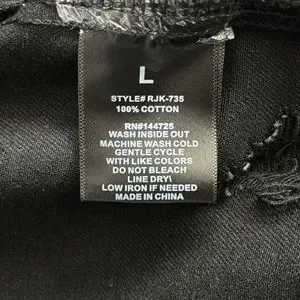 L
STYLE# RJK-735
100% COTTON
RN#144725
WASH INSIDE OUT
MACHINE WASH COLD
GENTLE CYCLE
WITH LIKE COLORS
DO NOT BLEACH
LINE DRY\
LOW IRON IF NEEDED
MADE IN CHINA